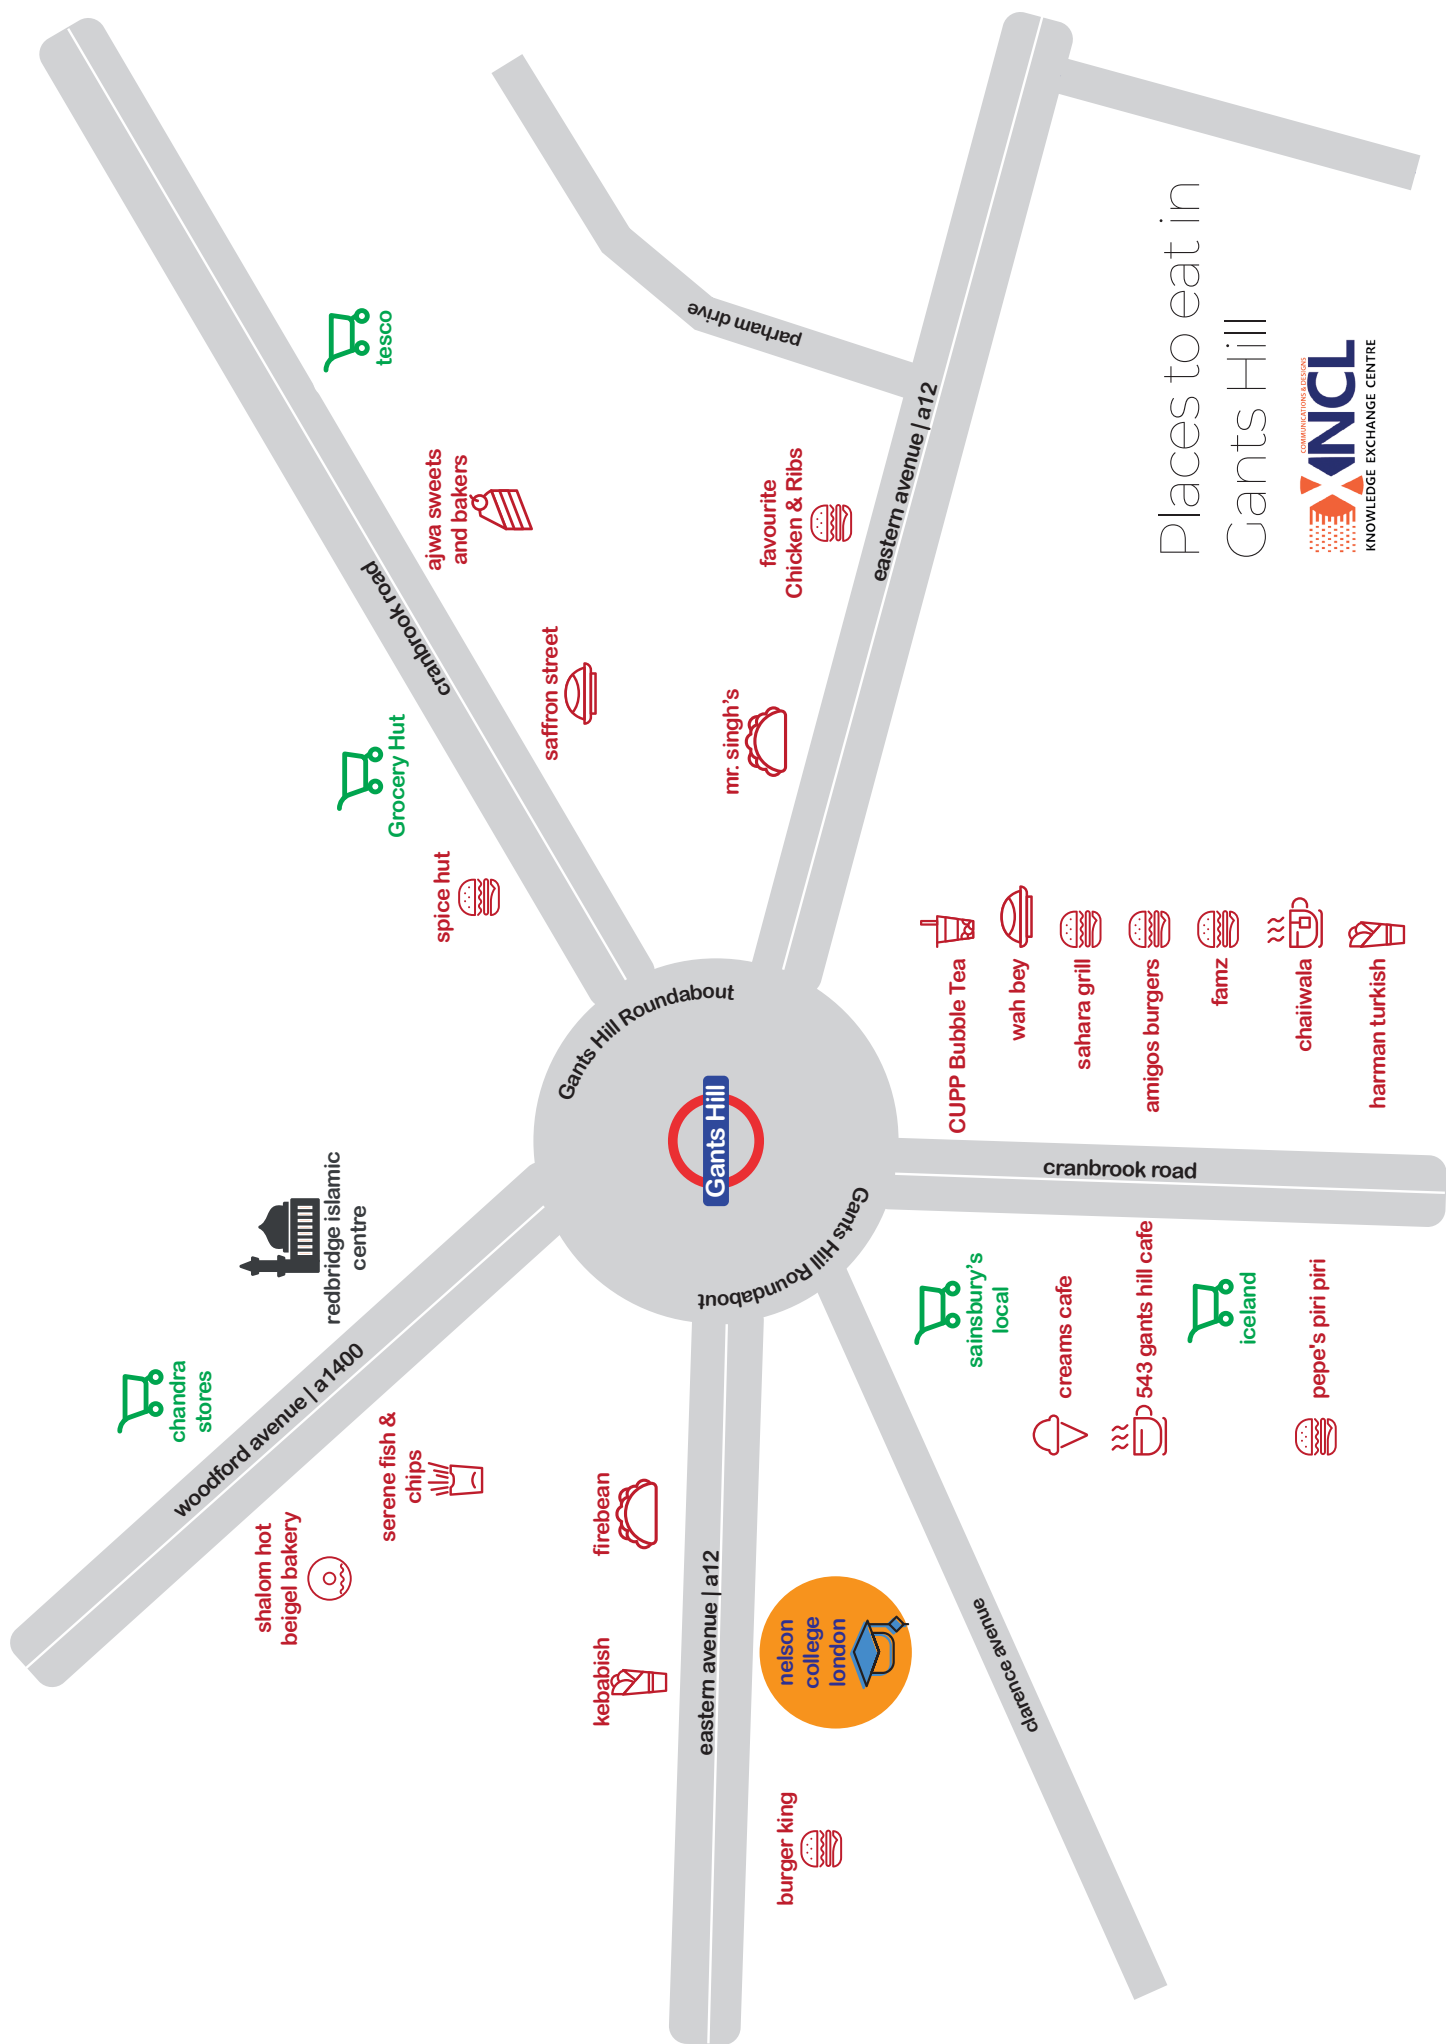 chandra
stores
woodford avenue | a1400
shalom hot
beigel bakery
serene fish &
chips
redbridge islamic
centre
spice hut
Grocery Hut
cranbrook road
saffron street
ajwa sweets
and bakers
tesco
parham drive
kebabish
firebean
Gants Hill Roundabout
Gants Hill
Gants Hill Roundabout
mr. singh's
favourite
Chicken & Ribs
eastern avenue | a12
eastern avenue | a12
burger king
nelson
college
london
clarence avenue
sainsbury's
local
creams cafe
543 gants hill cafe
iceland
pepe's piri piri
cranbrook road
CUPP Bubble Tea
wah bey
sahara grill
amigos burgers
famz
chaiiwala
harman turkish
Places to eat in
Gants Hill
COMMUNICATIONS & DESIGNS
XNCL
KNOWLEDGE EXCHANGE CENTRE